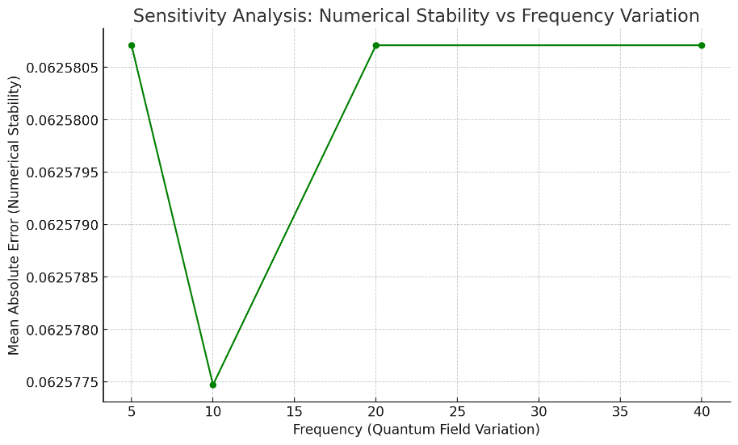 Sensitivity Analysis: Numerical Stability vs Frequency Variation
Mean Absolute Error (Numerical Stability)
0.0625805
0.0625800
0.0625795
0.0625790
0.0625785
0.0625780
0.0625775
5 10 15 20 25 30 35 40
Frequency (Quantum Field Variation)